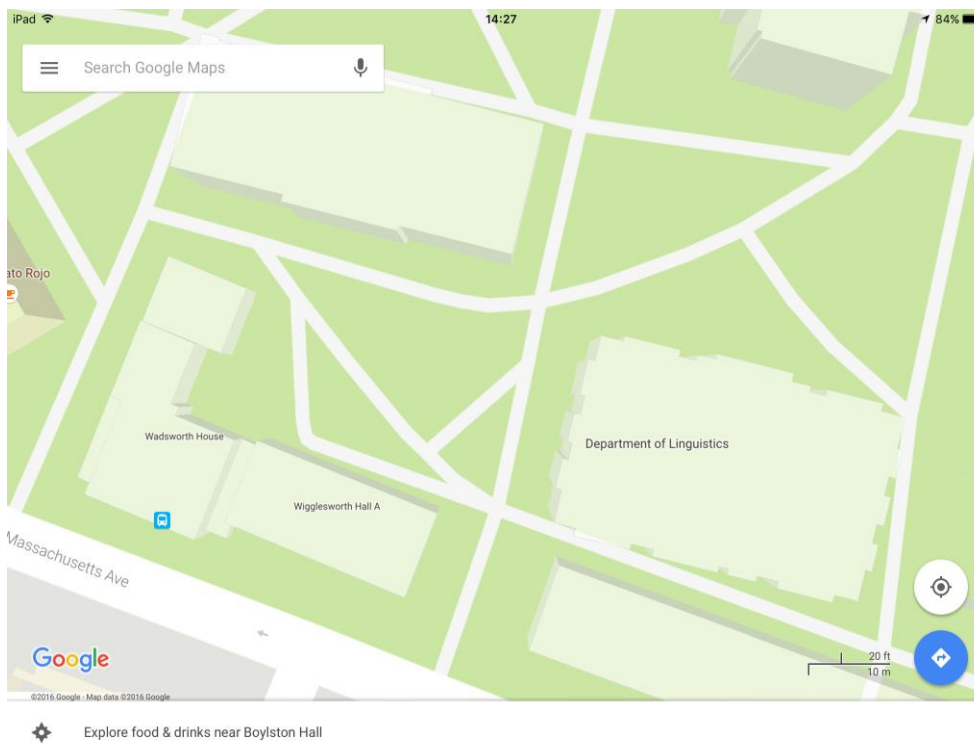 iPad 14:27 84%
Search Google Maps
ato Rojo
Wadsworth House
Department of Linguistics
Wigglesworth Hall A
Massachusetts Ave
20 ft
10 m
Google
©2016 Google - Map data ©2016 Google
Explore food & drinks near Boylston Hall